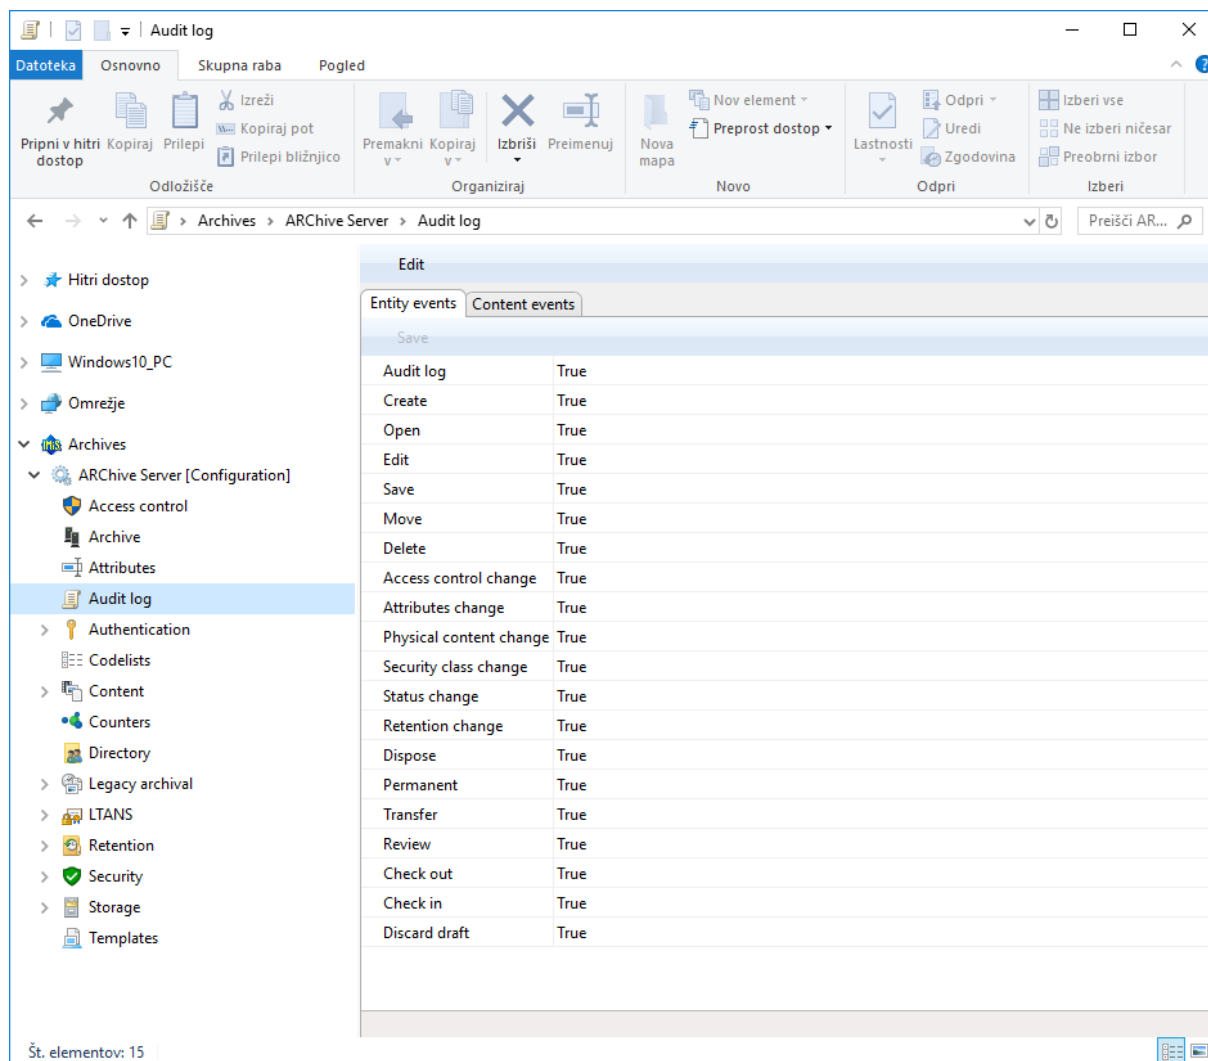 Audit log
Datoteka Osnovno Skupna raba Pogled
Pripni v hitri dostop
Kopiraj
Prilepi
Izreži
Kopiraj pot
Prilepi bližnjico
Odložišče
Premakni v
Kopiraj v
Izbriši
Preimenuj
Organiziraj
Nova mapa
Nov element
Preprost dostop
Novo
Lastnosti
Odpri
Uredi
Zgodovina
Odpri
Izberi vse
Ne izberi ničesar
Preobrni izbor
Izberi
Archives > ARChive Server > Audit log
Preišči AR...
Hitri dostop
OneDrive
Windows10_PC
Omrežje
Archives
ARChive Server [Configuration]
Access control
Archive
Attributes
Audit log
Authentication
Codelists
Content
Counters
Directory
Legacy archival
LTANS
Retention
Security
Storage
Templates
Edit
Entity events Content events
Save
Audit log True
Create True
Open True
Edit True
Save True
Move True
Delete True
Access control change True
Attributes change True
Physical content change True
Security class change True
Status change True
Retention change True
Dispose True
Permanent True
Transfer True
Review True
Check out True
Check in True
Discard draft True
Št. elementov: 15